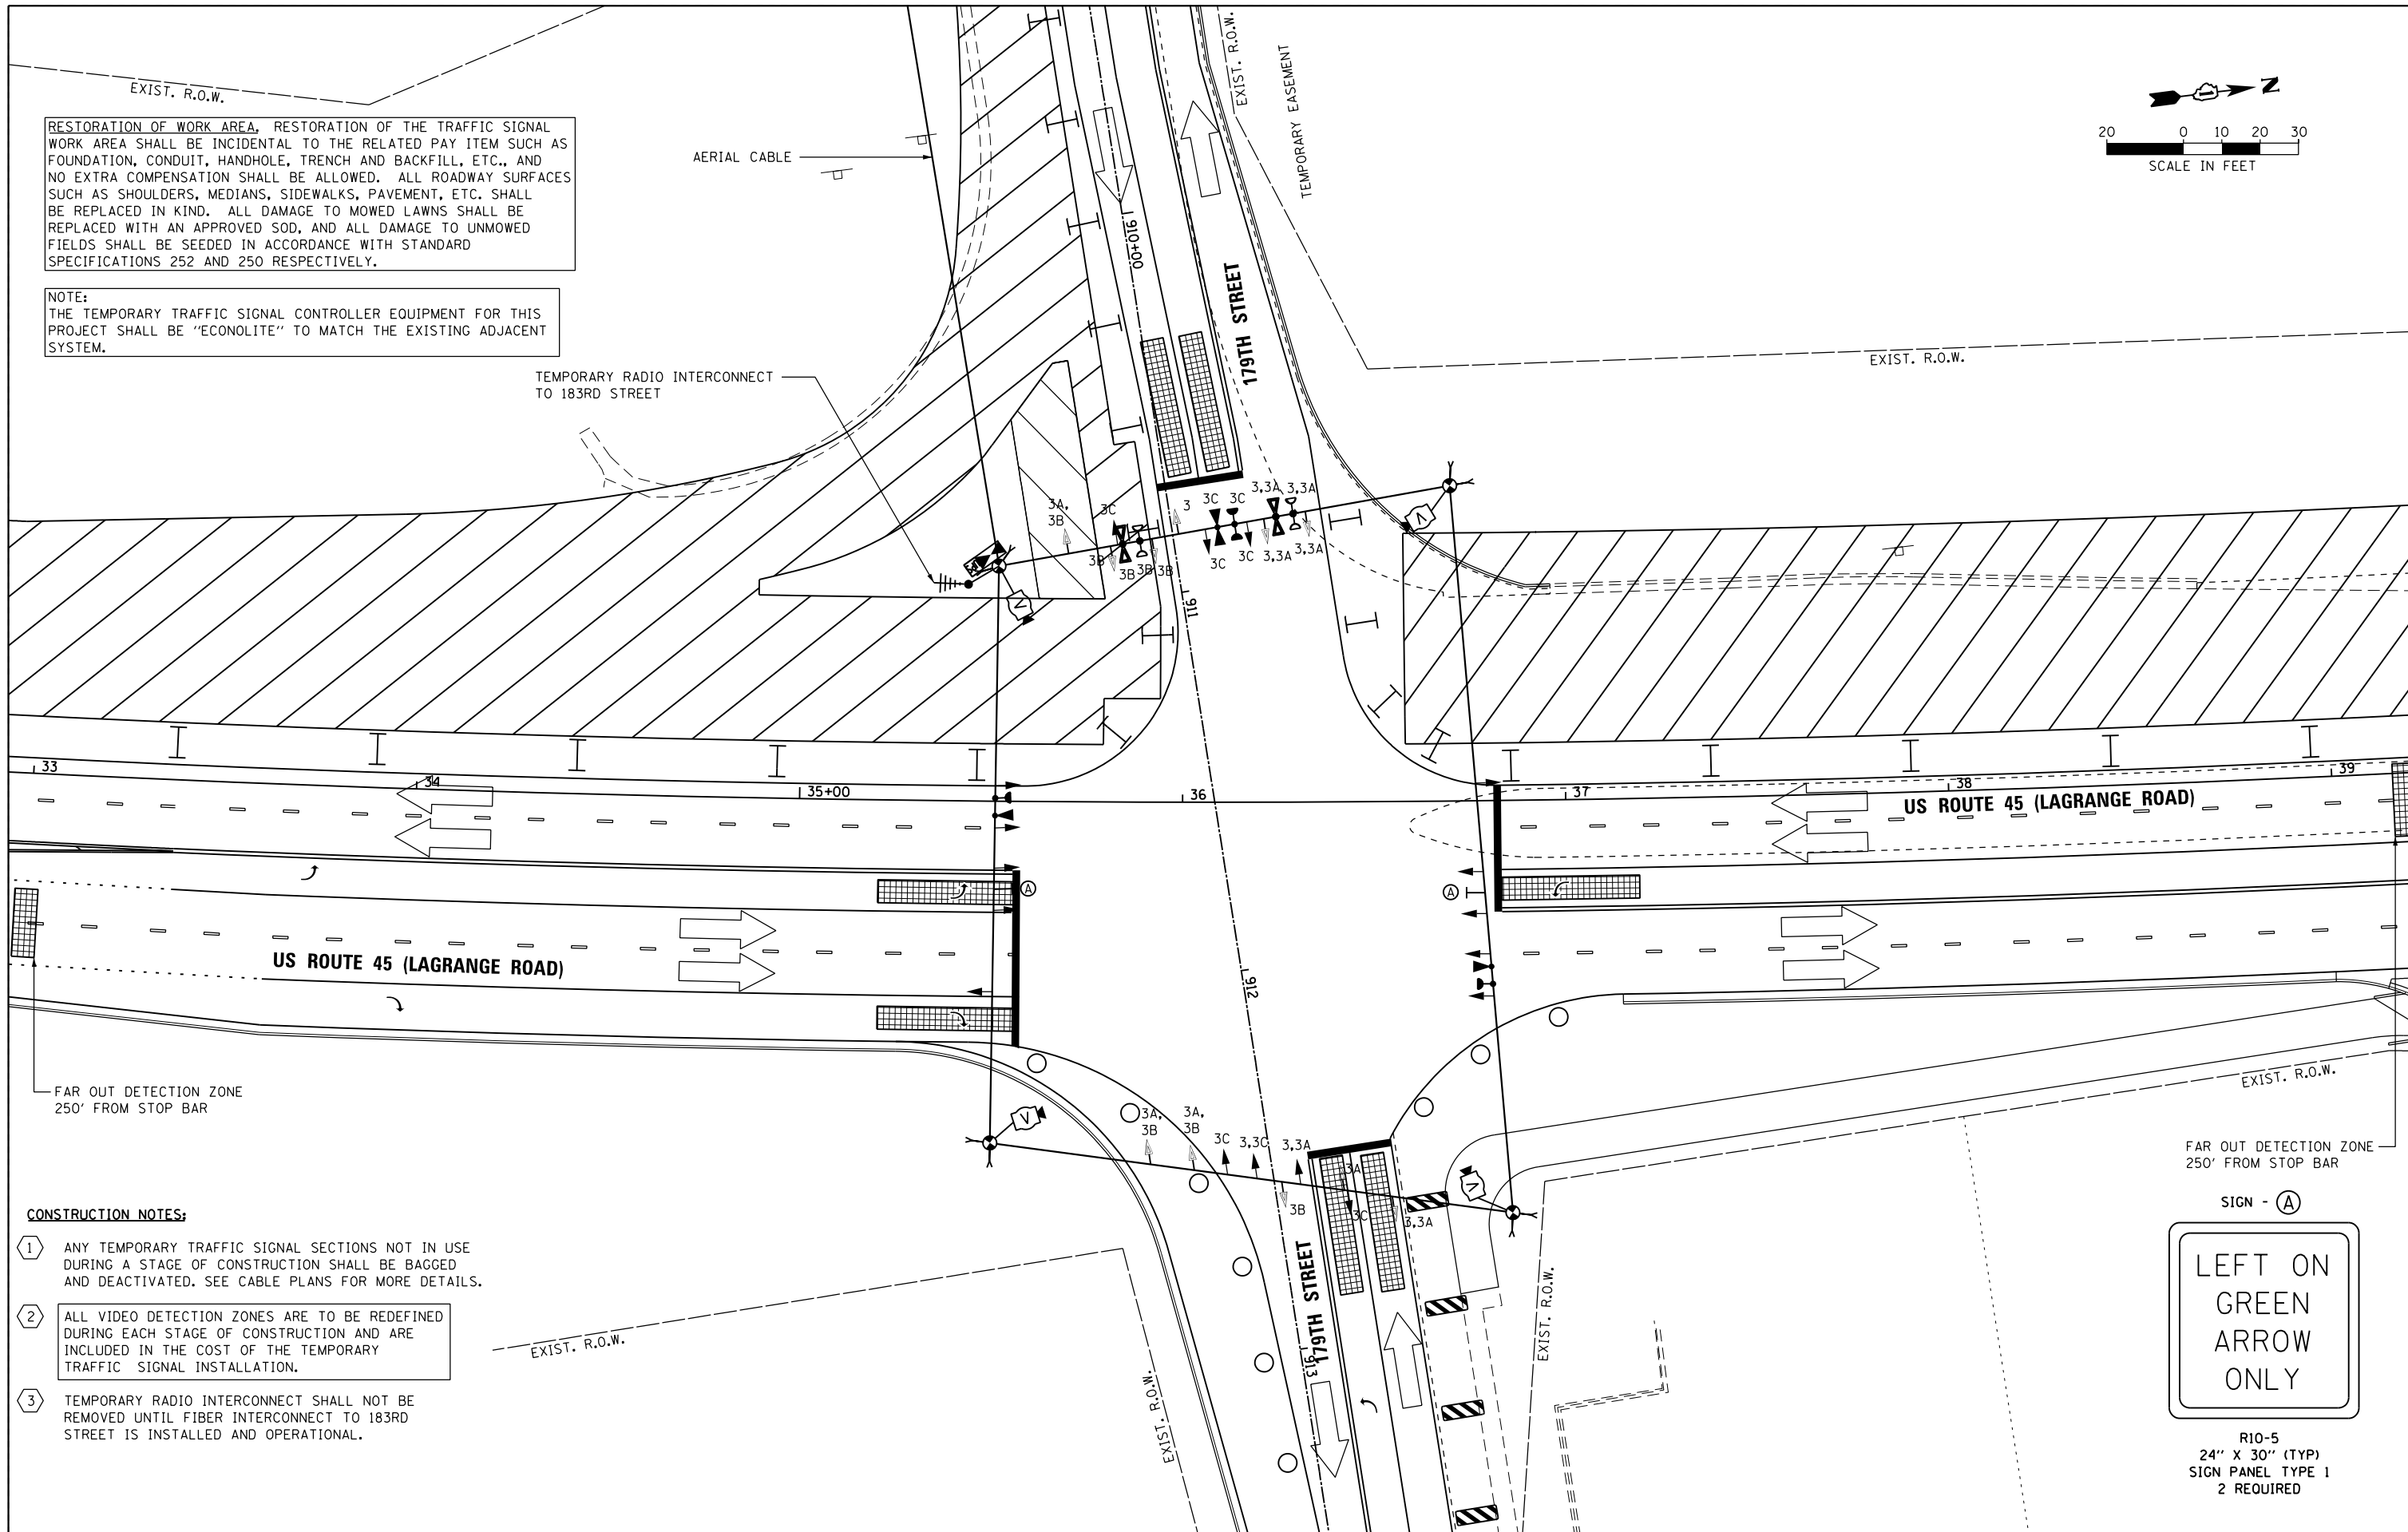 EXIST. R.O.W.
RESTORATION OF WORK AREA. RESTORATION OF THE TRAFFIC SIGNAL
WORK AREA SHALL BE INCIDENTAL TO THE RELATED PAY ITEM SUCH AS
FOUNDATION, CONDUIT, HANDHOLE, TRENCH AND BACKFILL, ETC., AND
NO EXTRA COMPENSATION SHALL BE ALLOWED. ALL ROADWAY SURFACES
SUCH AS SHOULDERS, MEDIANS, SIDEWALKS, PAVEMENT, ETC. SHALL
BE REPLACED IN KIND. ALL DAMAGE TO MOWED LAWNS SHALL BE
REPLACED WITH AN APPROVED SOD, AND ALL DAMAGE TO UNMOWED
FIELDS SHALL BE SEEDED IN ACCORDANCE WITH STANDARD
SPECIFICATIONS 252 AND 250 RESPECTIVELY.
NOTE:
THE TEMPORARY TRAFFIC SIGNAL CONTROLLER EQUIPMENT FOR THIS
PROJECT SHALL BE "ECONOLITE" TO MATCH THE EXISTING ADJACENT
SYSTEM.
AERIAL CABLE
TEMPORARY RADIO INTERCONNECT
TO 183RD STREET
910+00
179TH STREET
EXIST. R.O.W.
TEMPORARY EASEMENT
N
20 0 10 20 30
SCALE IN FEET
EXIST. R.O.W.
3A,
3B
3C
3
3C
3C
3,3A
3,3A
3B
3B
3B
3B
3C
3C
3,3A
3,3A
V
V
911
33
34
35+00
36
37
38
39
US ROUTE 45 (LAGRANGE ROAD)
A
A
US ROUTE 45 (LAGRANGE ROAD)
912
FAR OUT DETECTION ZONE
250' FROM STOP BAR
V
3A,
3B
3A,
3B
3C
3,3C
3,3A
3A
3B
3C
3,3A
V
179TH STREET
913
EXIST. R.O.W.
EXIST. R.O.W.
EXIST. R.O.W.
EXIST. R.O.W.
FAR OUT DETECTION ZONE
250' FROM STOP BAR
CONSTRUCTION NOTES:
1 ANY TEMPORARY TRAFFIC SIGNAL SECTIONS NOT IN USE
DURING A STAGE OF CONSTRUCTION SHALL BE BAGGED
AND DEACTIVATED. SEE CABLE PLANS FOR MORE DETAILS.
2 ALL VIDEO DETECTION ZONES ARE TO BE REDEFINED
DURING EACH STAGE OF CONSTRUCTION AND ARE
INCLUDED IN THE COST OF THE TEMPORARY
TRAFFIC SIGNAL INSTALLATION.
3 TEMPORARY RADIO INTERCONNECT SHALL NOT BE
REMOVED UNTIL FIBER INTERCONNECT TO 183RD
STREET IS INSTALLED AND OPERATIONAL.
SIGN - A
LEFT ON
GREEN
ARROW
ONLY
R10-5
24" X 30" (TYP)
SIGN PANEL TYPE 1
2 REQUIRED